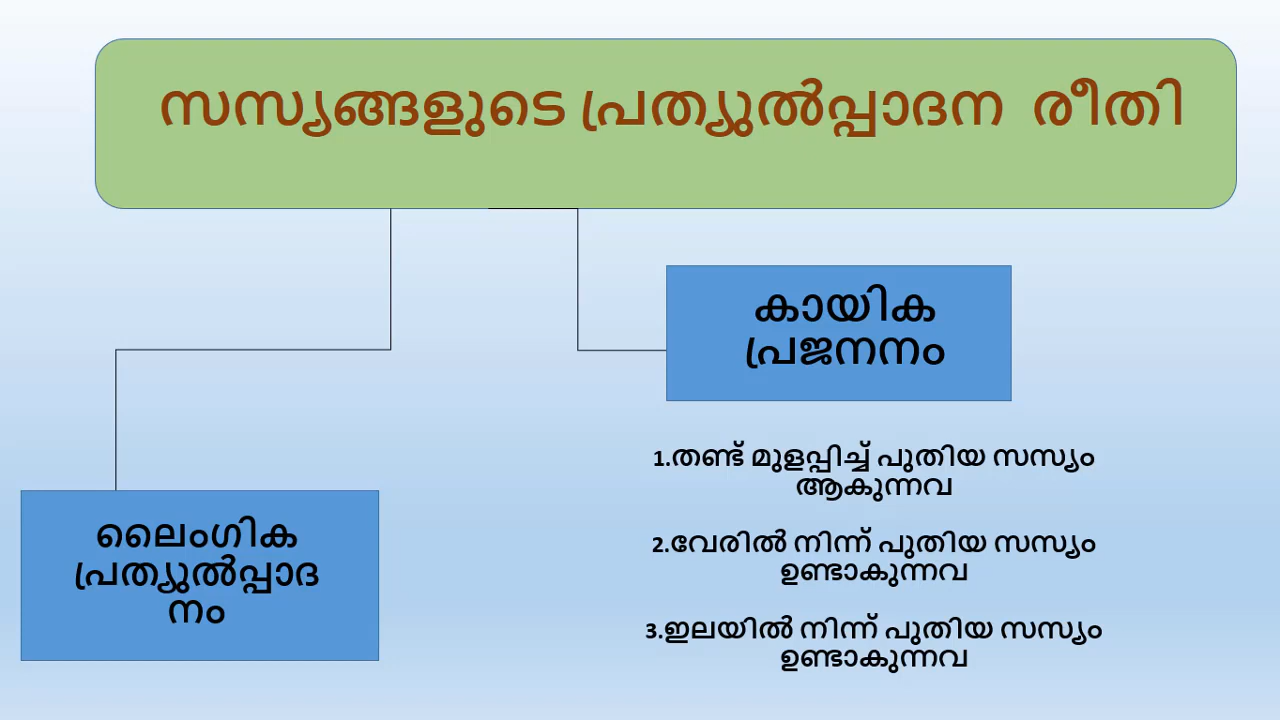 സസ്യങ്ങളുടെ പ്രത്യുൽപ്പാദന രീതി
കായിക
പ്രജനനം
1.തണ്ട് മുളപ്പിച്ച് പുതിയ സസ്യം
ആകുന്നവ
2.വേരിൽ നിന്ന് പുതിയ സസ്യം
ഉണ്ടാകുന്നവ
3.ഇലയിൽ നിന്ന് പുതിയ സസ്യം
ഉണ്ടാകുന്നവ
ലൈംഗിക
പ്രത്യുൽപ്പാദ
നം